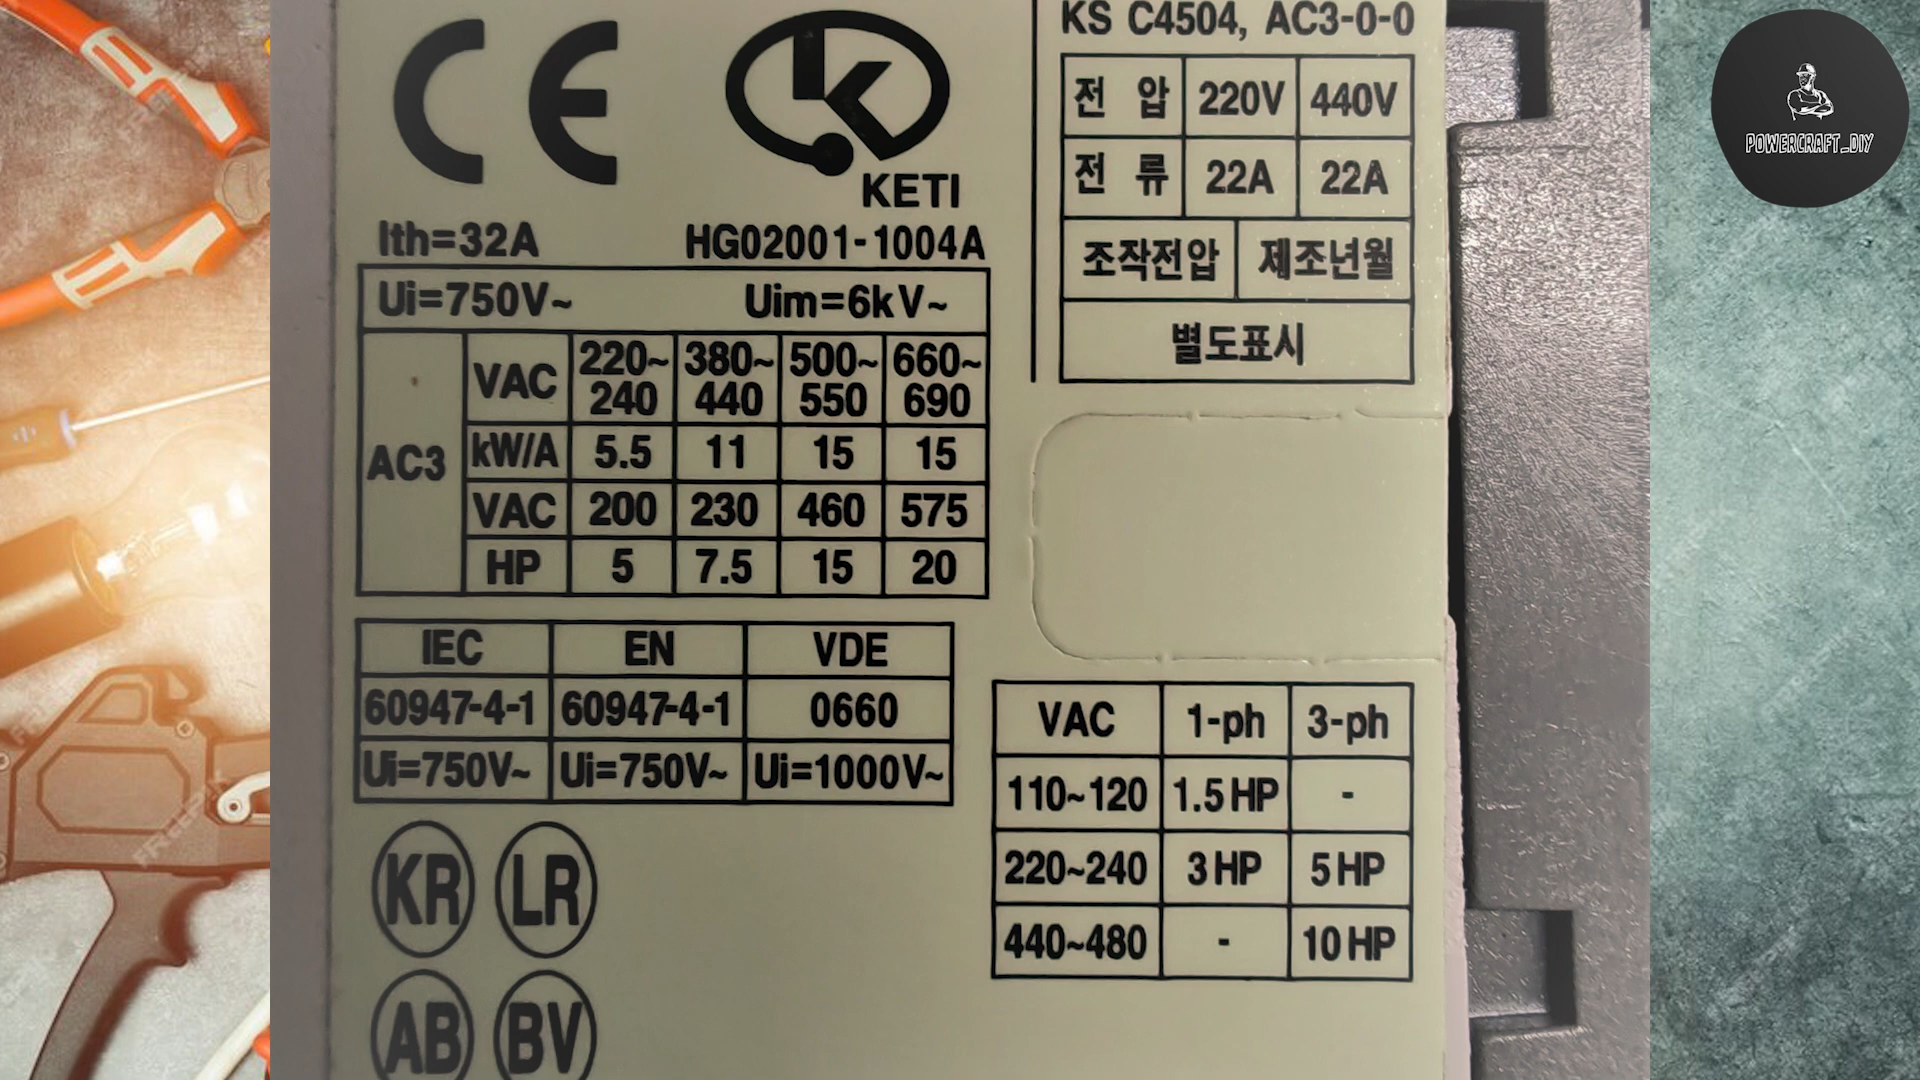 CE
KETI
Ith=32A HG02001-1004A
Ui=750V~ Uim=6kV~
AC3
VAC 220~240 380~440 500~550 660~690
kW/A 5.5 11 15 15
VAC 200 230 460 575
HP 5 7.5 15 20
IEC EN VDE
60947-4-1 60947-4-1 0660
Ui=750V~ Ui=750V~ Ui=1000V~
KR LR
AB BV
KS C4504, AC3-0-0
전 압 220V 440V
전 류 22A 22A
조작전압 제조년월
별도표시
VAC 1-ph 3-ph
110~120 1.5 HP -
220~240 3 HP 5 HP
440~480 - 10 HP
POWERCRAFT_DIY